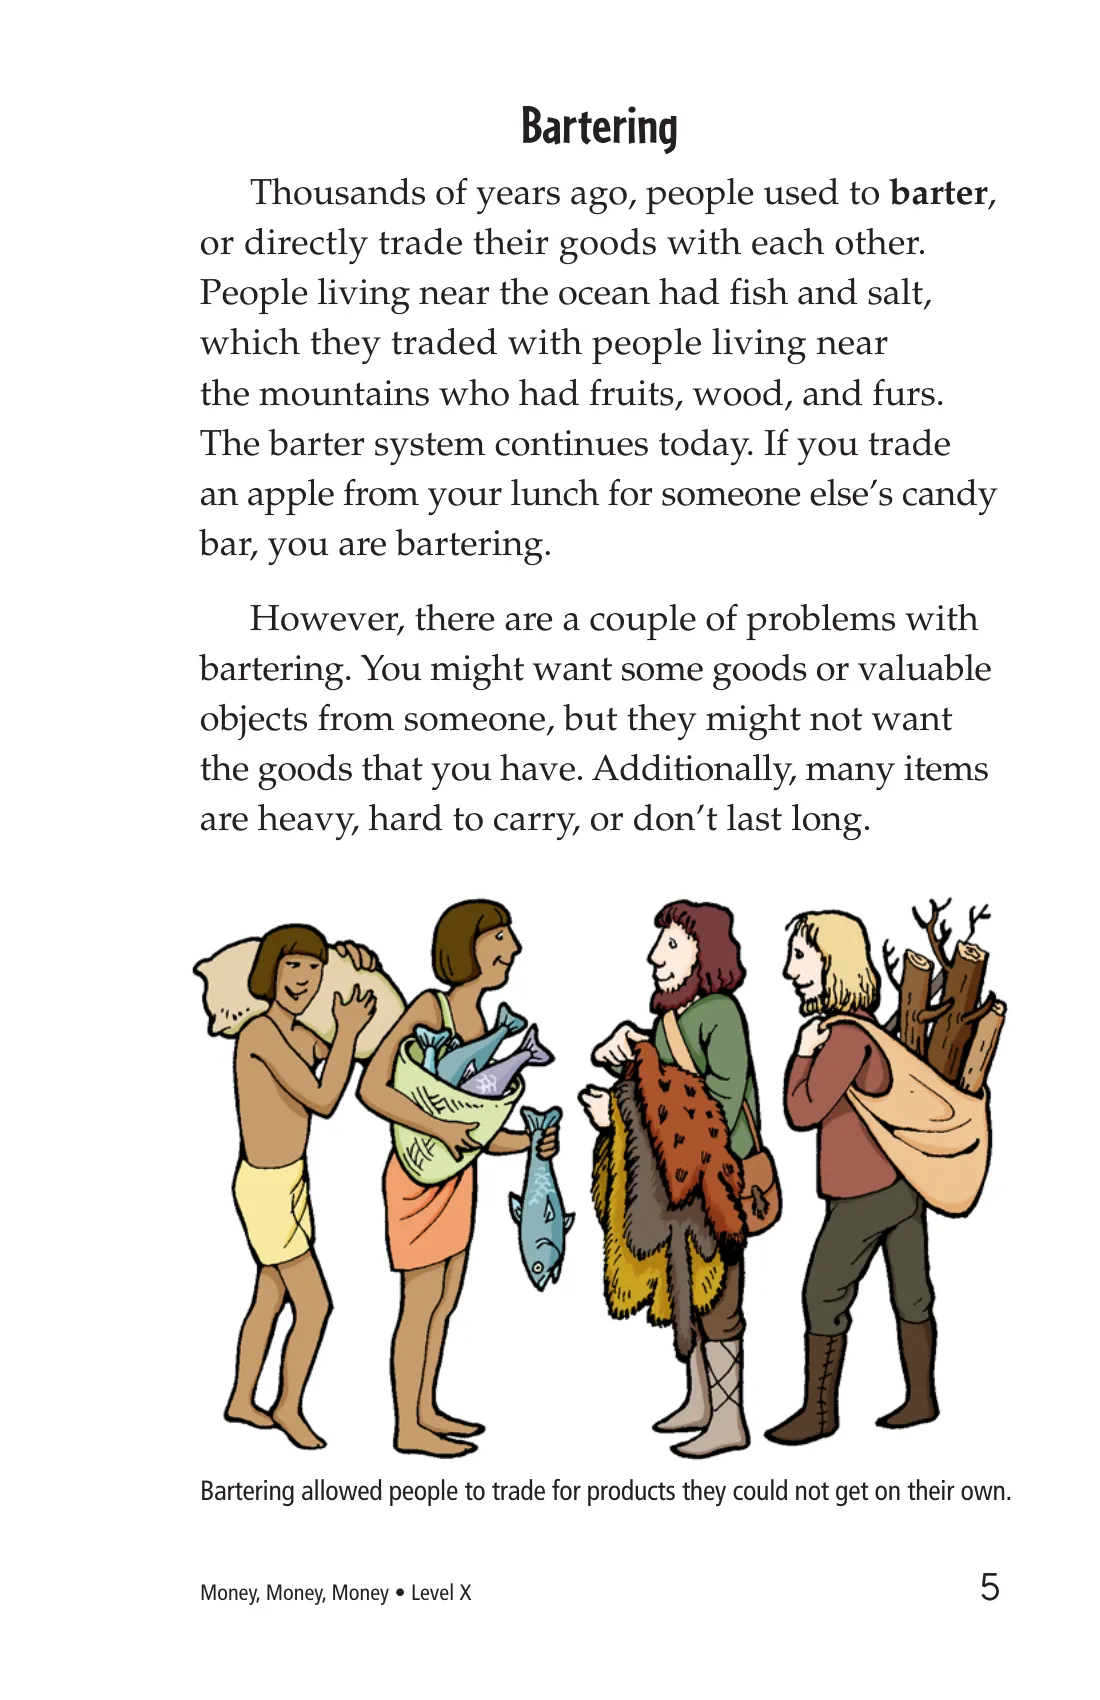 Bartering
Thousands of years ago, people used to barter,
or directly trade their goods with each other.
People living near the ocean had fish and salt,
which they traded with people living near
the mountains who had fruits, wood, and furs.
The barter system continues today. If you trade
an apple from your lunch for someone else’s candy
bar, you are bartering.
However, there are a couple of problems with
bartering. You might want some goods or valuable
objects from someone, but they might not want
the goods that you have. Additionally, many items
are heavy, hard to carry, or don’t last long.
Bartering allowed people to trade for products they could not get on their own.
Money, Money, Money • Level X
5